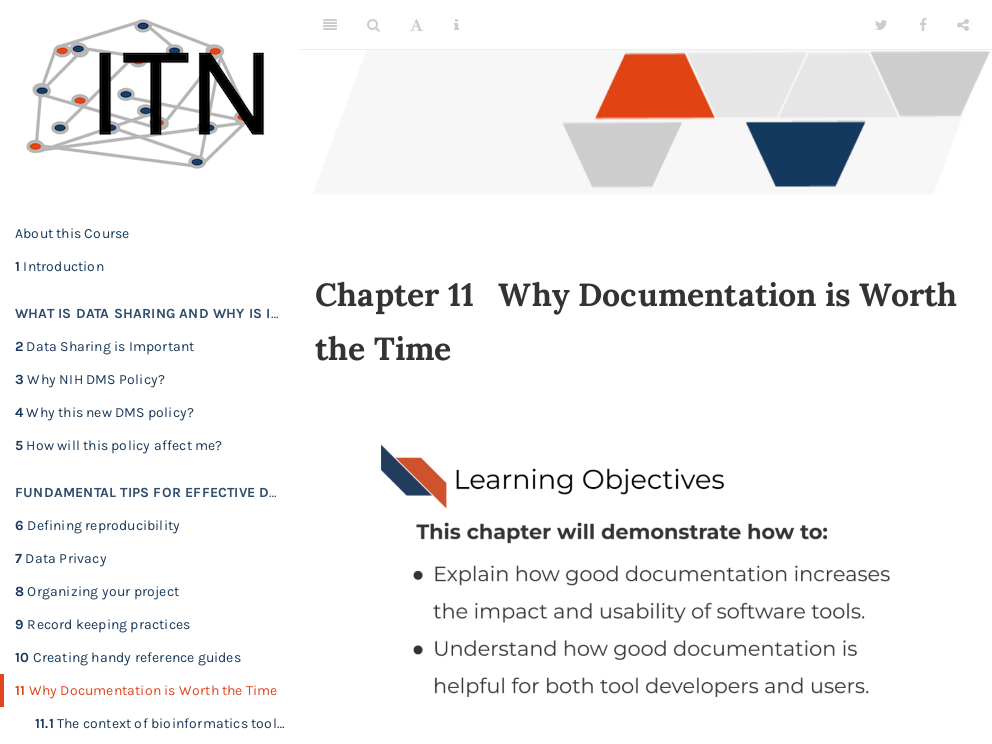 ITN
About this Course
1 Introduction
WHAT IS DATA SHARING AND WHY IS I...
2 Data Sharing is Important
3 Why NIH DMS Policy?
4 Why this new DMS policy?
5 How will this policy affect me?
FUNDAMENTAL TIPS FOR EFFECTIVE D...
6 Defining reproducibility
7 Data Privacy
8 Organizing your project
9 Record keeping practices
10 Creating handy reference guides
11 Why Documentation is Worth the Time
11.1 The context of bioinformatics tool...
A
Chapter 11 Why Documentation is Worth
the Time
Learning Objectives
This chapter will demonstrate how to:
● Explain how good documentation increases
the impact and usability of software tools.
● Understand how good documentation is
helpful for both tool developers and users.